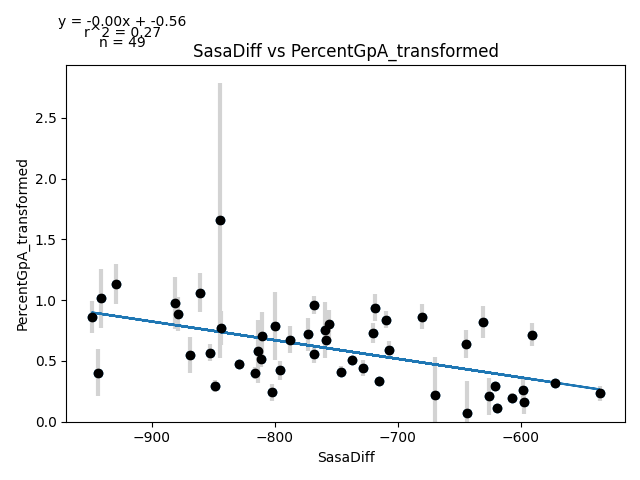 y = -0.00x + -0.56
r^2 = 0.27
n = 49
SasaDiff vs PercentGpA_transformed
PercentGpA_transformed
2.5
2.0
1.5
1.0
0.5
0.0
−900
−800
−700
−600
SasaDiff